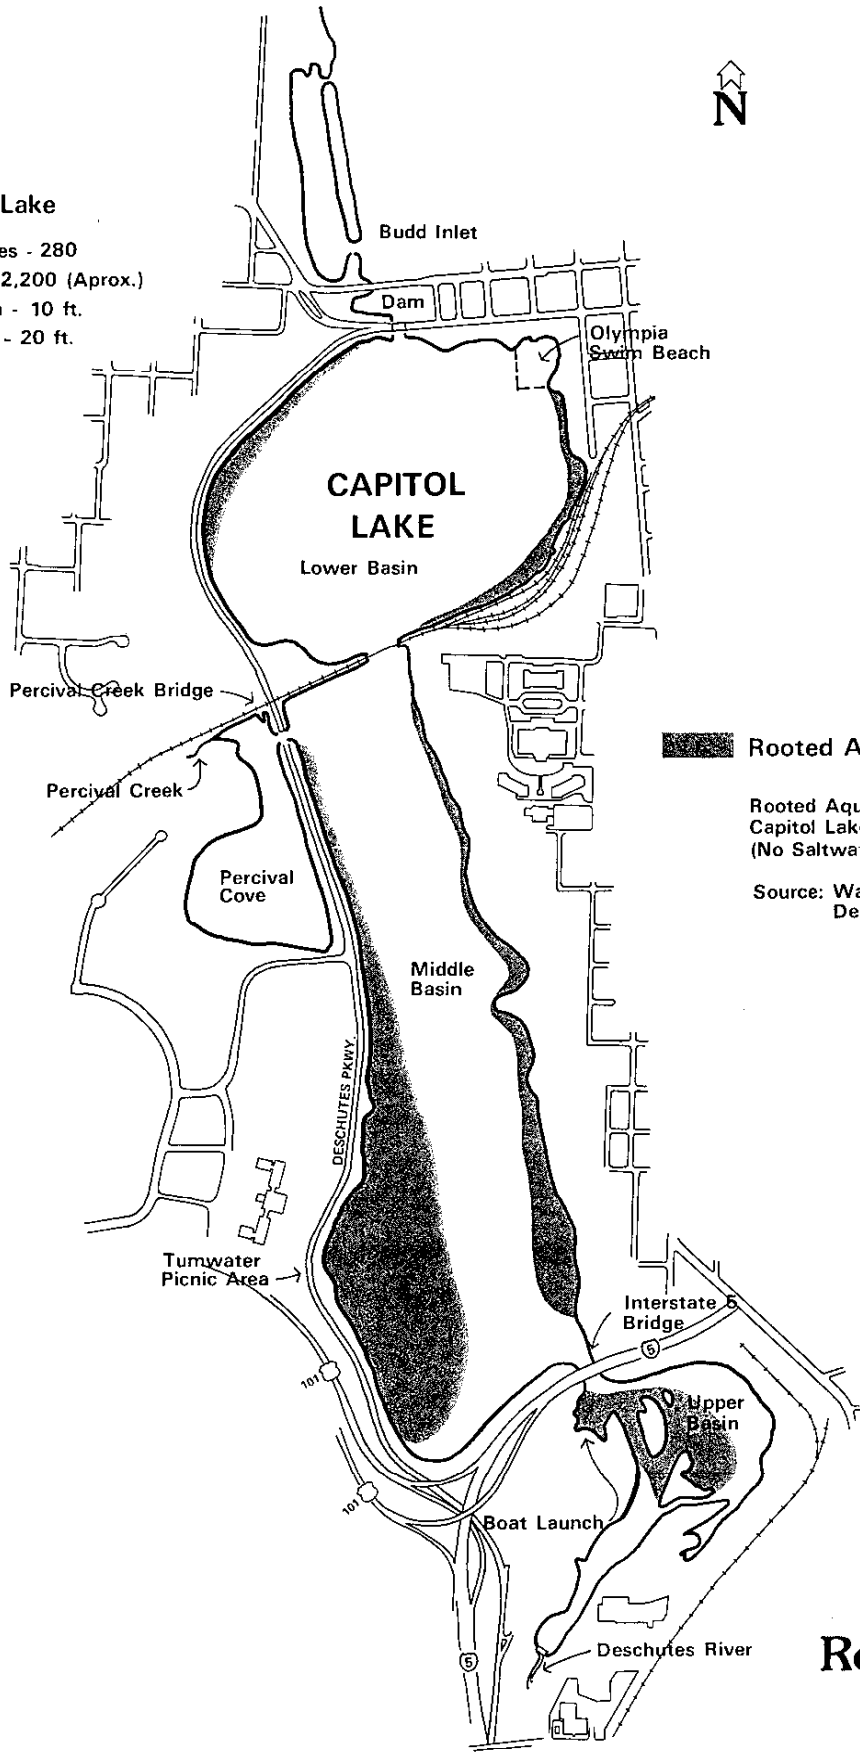 N
Lake
es - 280
2,200 (Aprox.)
- 10 ft.
- 20 ft.
Budd Inlet
Dam
Olympia
Swim Beach
CAPITOL
LAKE
Lower Basin
Percival Creek Bridge
Percival Creek
Rooted A
Rooted Aqu
Capitol Lak
(No Saltwa
Source: Wa
De
Percival
Cove
Middle
Basin
DESCHUTES PKWY.
Tumwater
Picnic Area
Interstate 5
Bridge
5
101
Upper
Basin
101
Boat Launch
Deschutes River
5
Ro